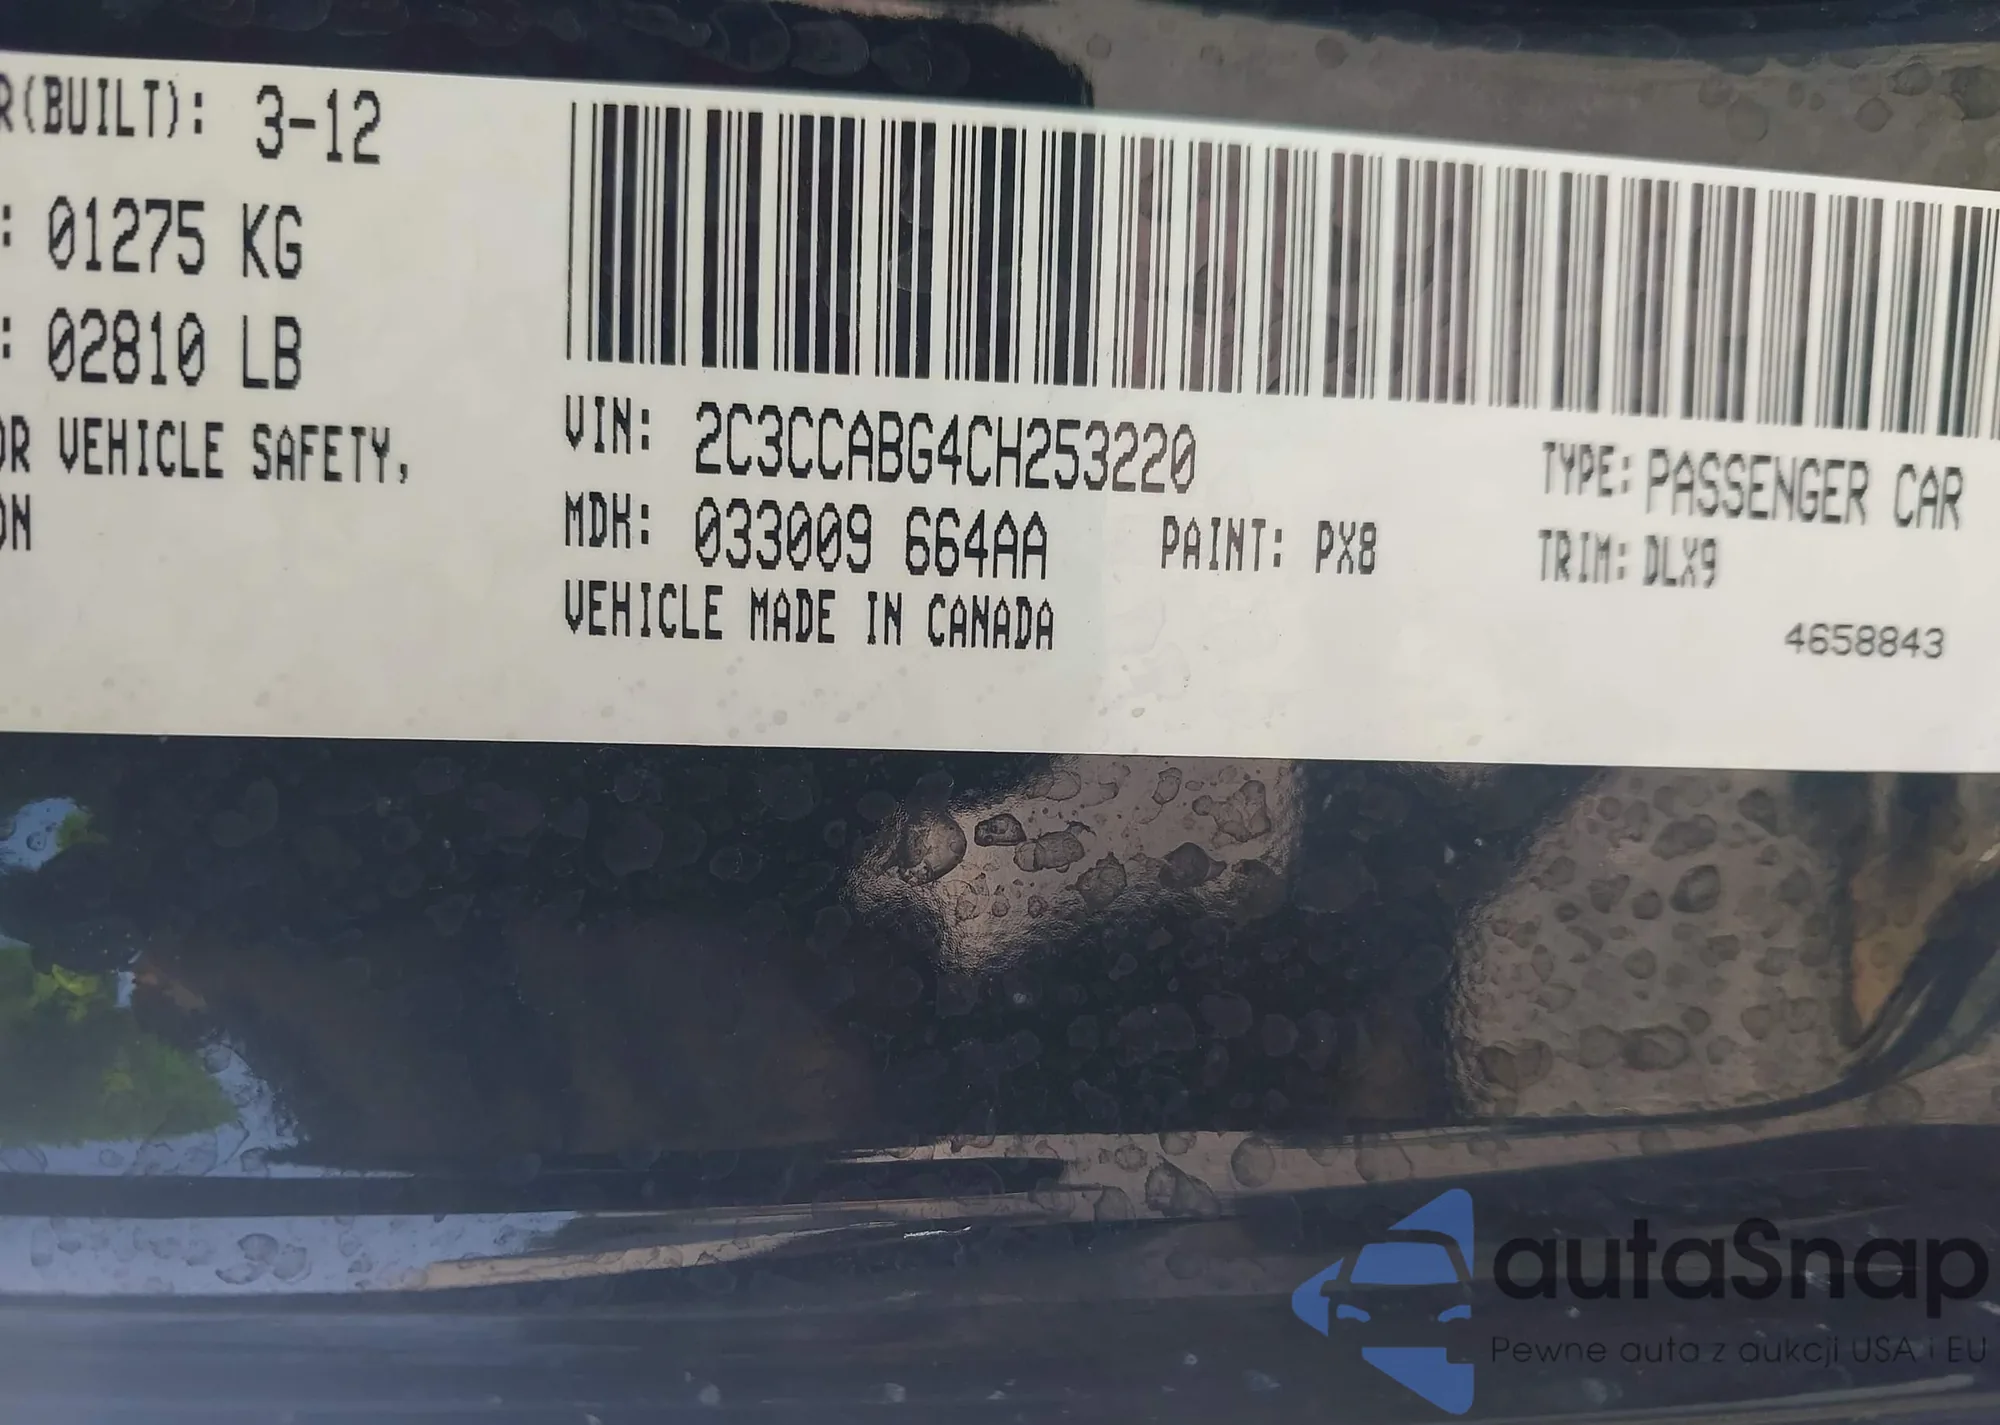 R(BUILT): 3-12
: 01275 KG
: 02810 LB
OR VEHICLE SAFETY,
ON
VIN: 2C3CCABG4CH253220
TYPE: PASSENGER CAR
MDH: 033009 664AA
PAINT: PX8
TRIM: DLX9
VEHICLE MADE IN CANADA
4658843
autaSnap
Pewne auta z aukcji USA i EU